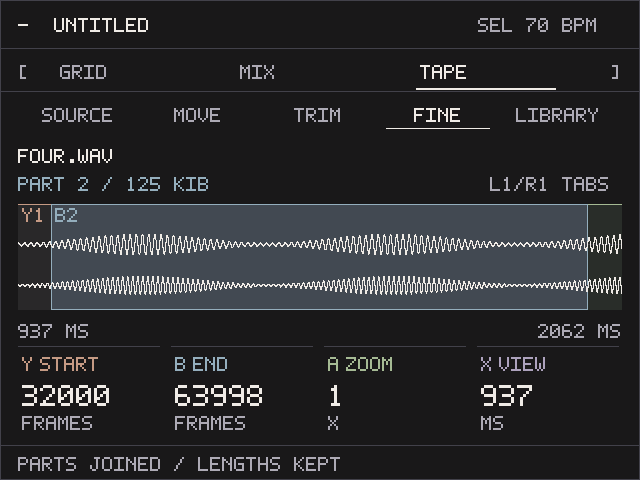 – UNTITLED SEL 70 BPM
[ GRID MIX TAPE ]
SOURCE MOVE TRIM FINE LIBRARY
FOUR.WAV
PART 2 / 125 KIB L1/R1 TABS
Y1 B2
937 MS 2062 MS
Y START B END A ZOOM X VIEW
32000 63998 1 937
FRAMES FRAMES X MS
PARTS JOINED / LENGTHS KEPT